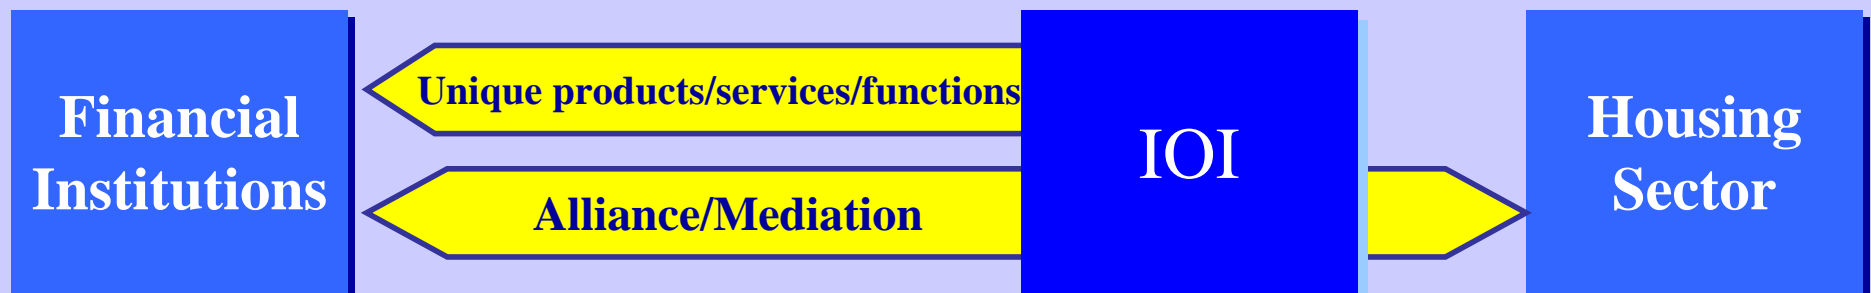 Financial
Institutions
Unique products/services/functions
Alliance/Mediation
IOI
Housing
Sector